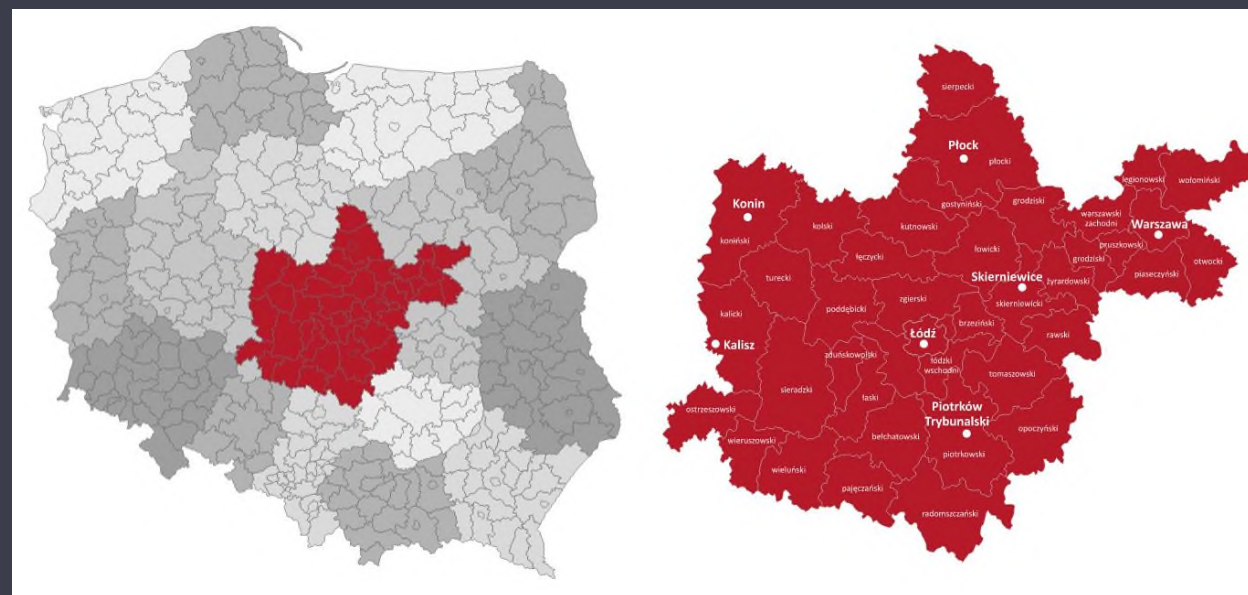 sierpecki
Płock
płocki
legionowski
wołomiński
gostyniński
grodziski
Konin
warszawski
zachodni
Warszawa
koniński
kolski
kutnowski
łowicki
pruszkowski
łęczycki
grodziski
otwocki
turecki
Skierniewice
piaseczyński
żyrardowski
zgierski
skierniewicki
kalicki
poddębicki
brzeziński
rawski
Łódź
Kalisz
zduńskowolski
łódzki
wschodni
tomaszowski
sieradzki
łaski
ostrzeszowski
Piotrków
Trybunalski
opoczyński
wieruszowski
bełchatowski
piotrkowski
wieluński
pajęczański
radomszczański